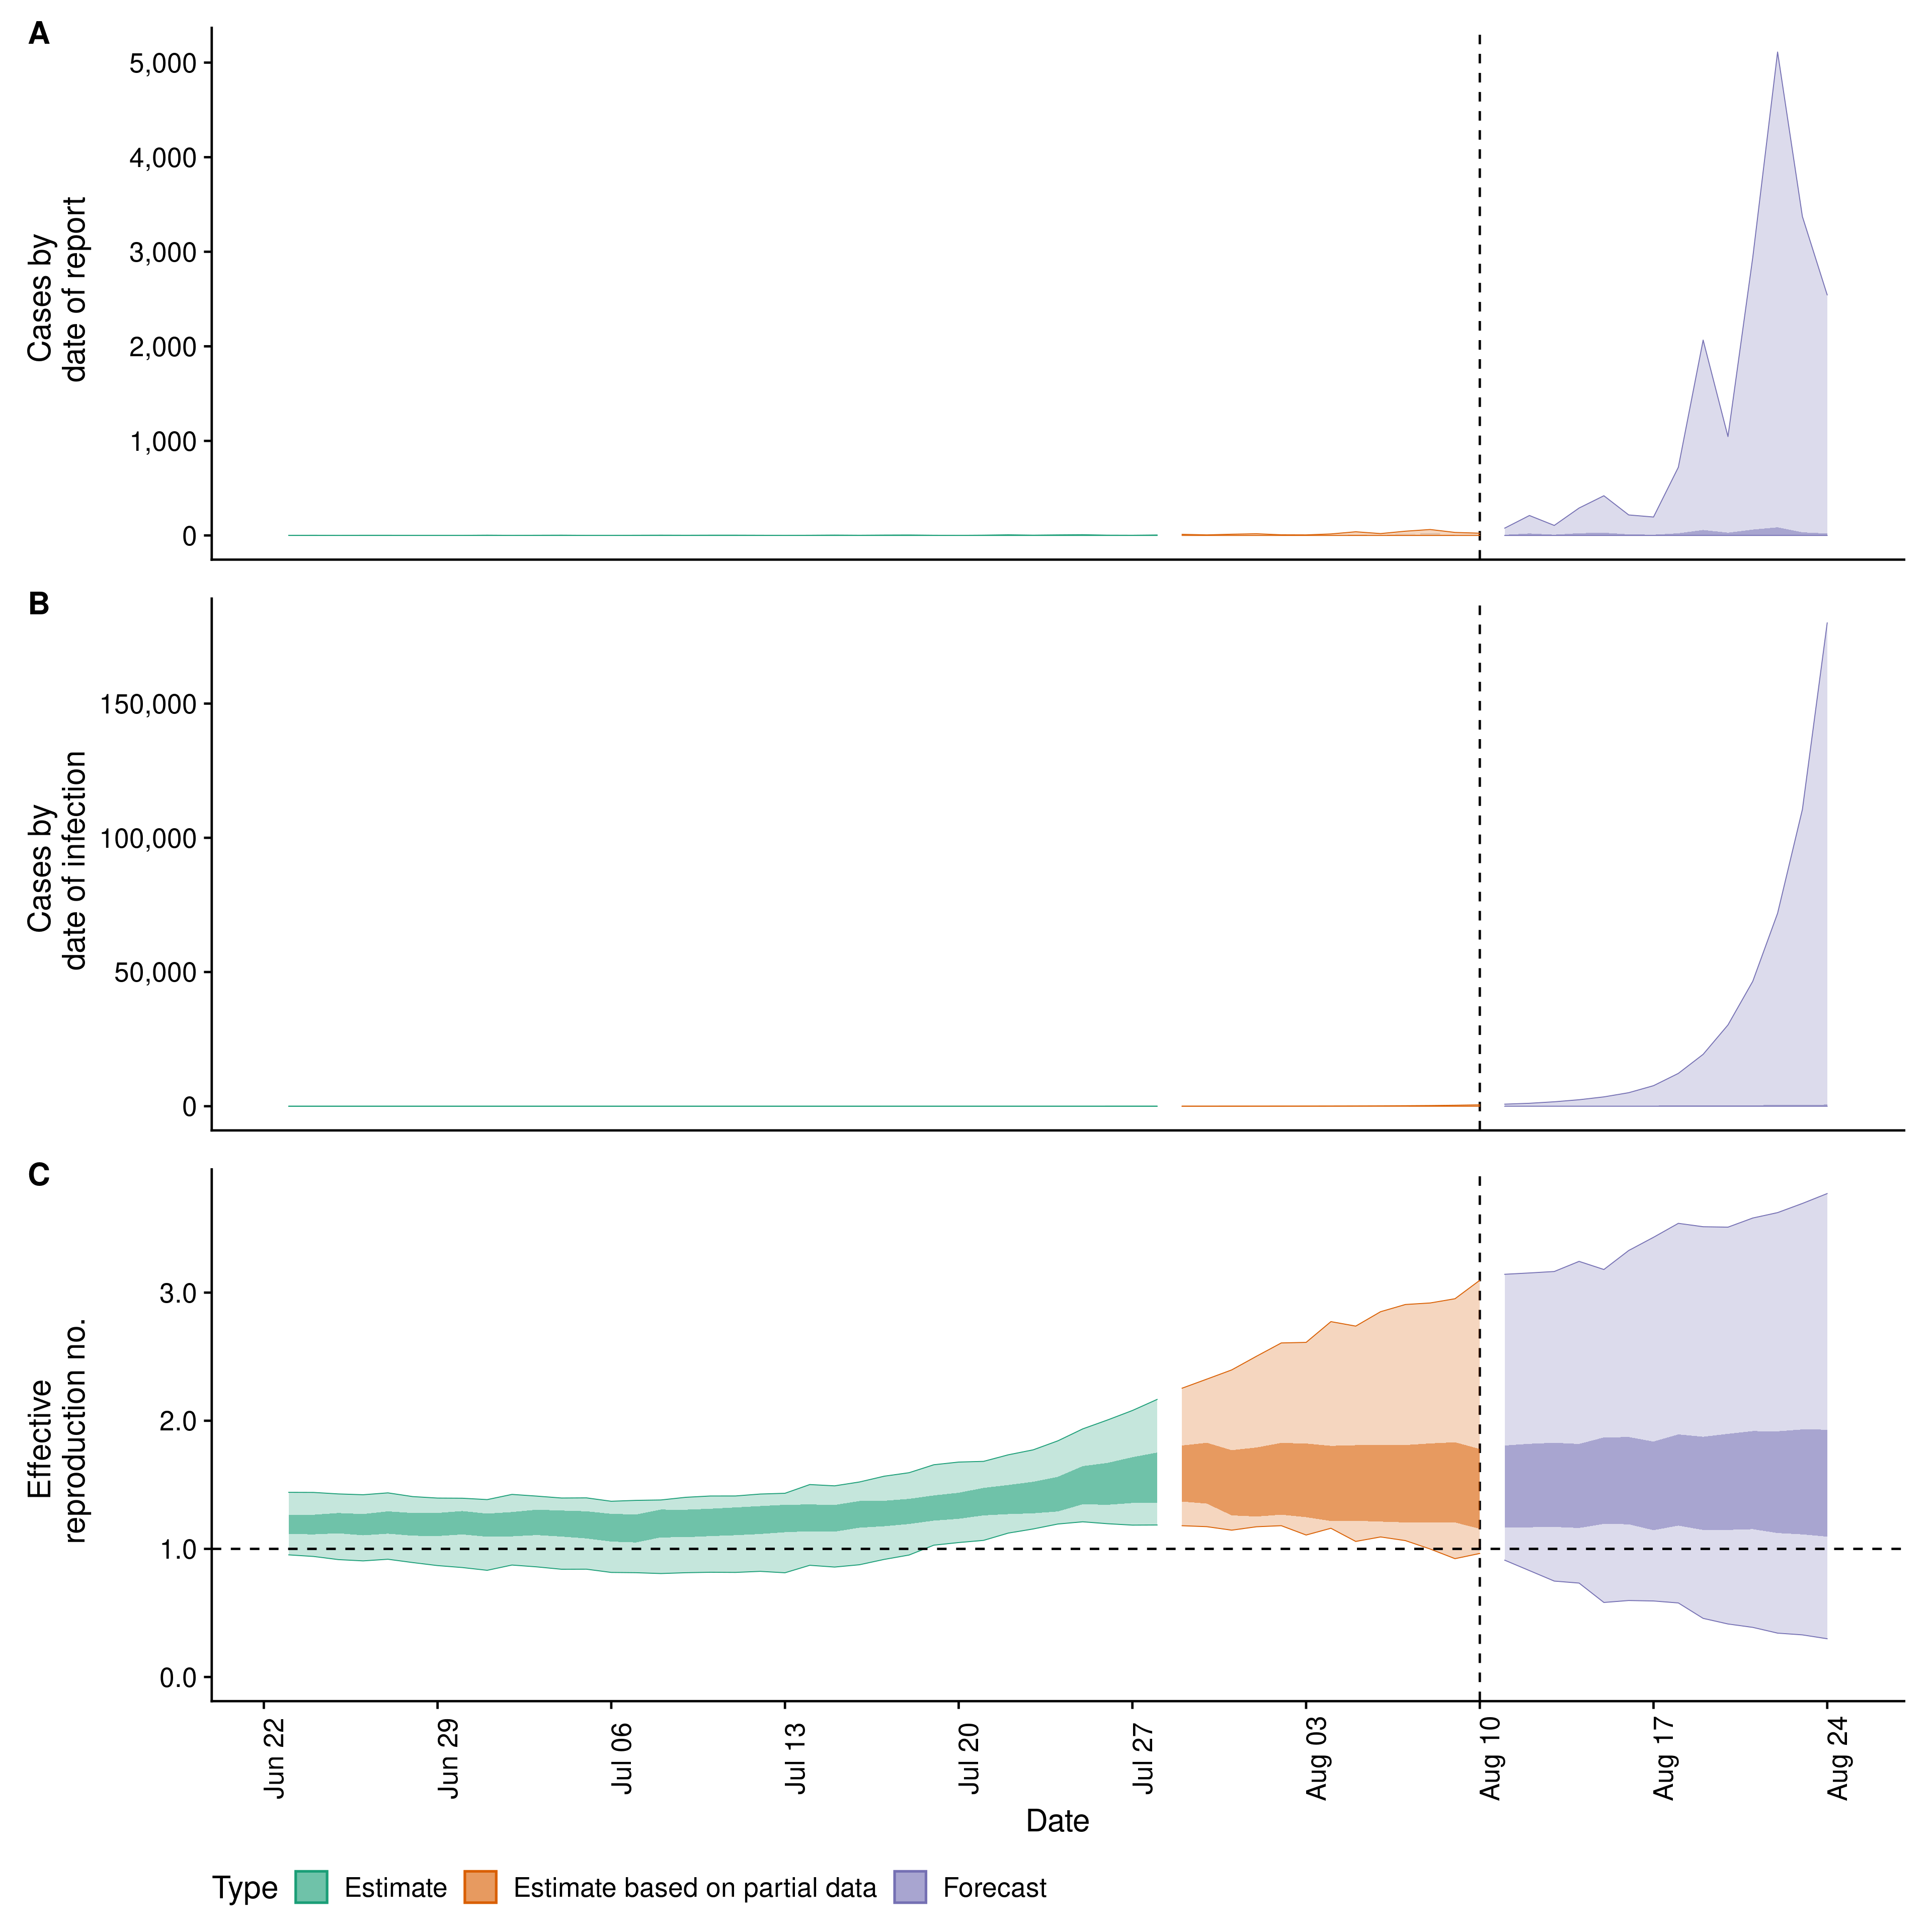 A
Cases by
date of report
5,000
4,000
3,000
2,000
1,000
0
B
Cases by
date of infection
150,000
100,000
50,000
0
C
Effective
reproduction no.
3.0
2.0
1.0
0.0
Jun 22
Jun 29
Jul 06
Jul 13
Jul 20
Jul 27
Aug 03
Aug 10
Aug 17
Aug 24
Date
Type Estimate Estimate based on partial data Forecast